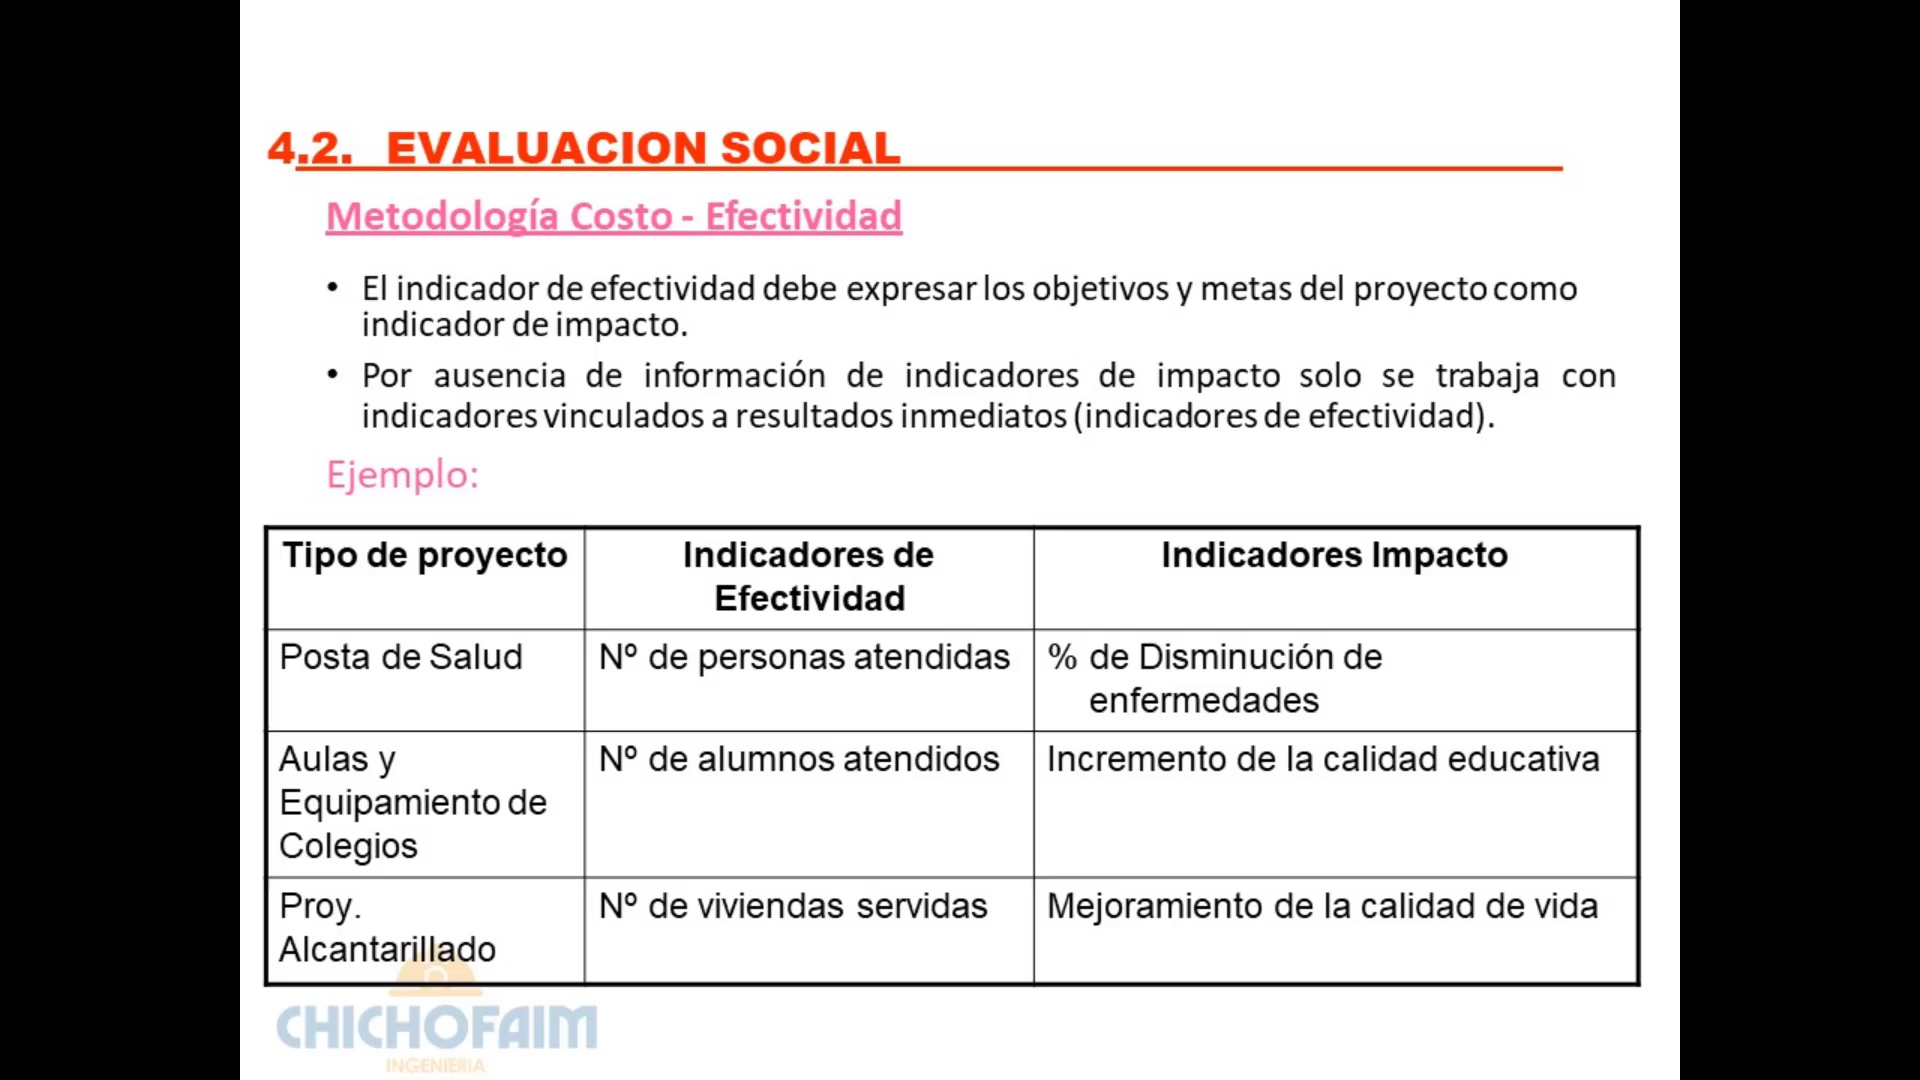 4.2. EVALUACION SOCIAL
Metodología Costo - Efectividad
• El indicador de efectividad debe expresar los objetivos y metas del proyecto como
indicador de impacto.
• Por ausencia de información de indicadores de impacto solo se trabaja con
indicadores vinculados a resultados inmediatos (indicadores de efectividad).
Ejemplo:
Tipo de proyecto
Indicadores de
Efectividad
Indicadores Impacto
Posta de Salud
Nº de personas atendidas
% de Disminución de
enfermedades
Aulas y
Equipamiento de
Colegios
Nº de alumnos atendidos
Incremento de la calidad educativa
Proy.
Alcantarillado
Nº de viviendas servidas
Mejoramiento de la calidad de vida
CHICHOFAIM
INGENIERIA